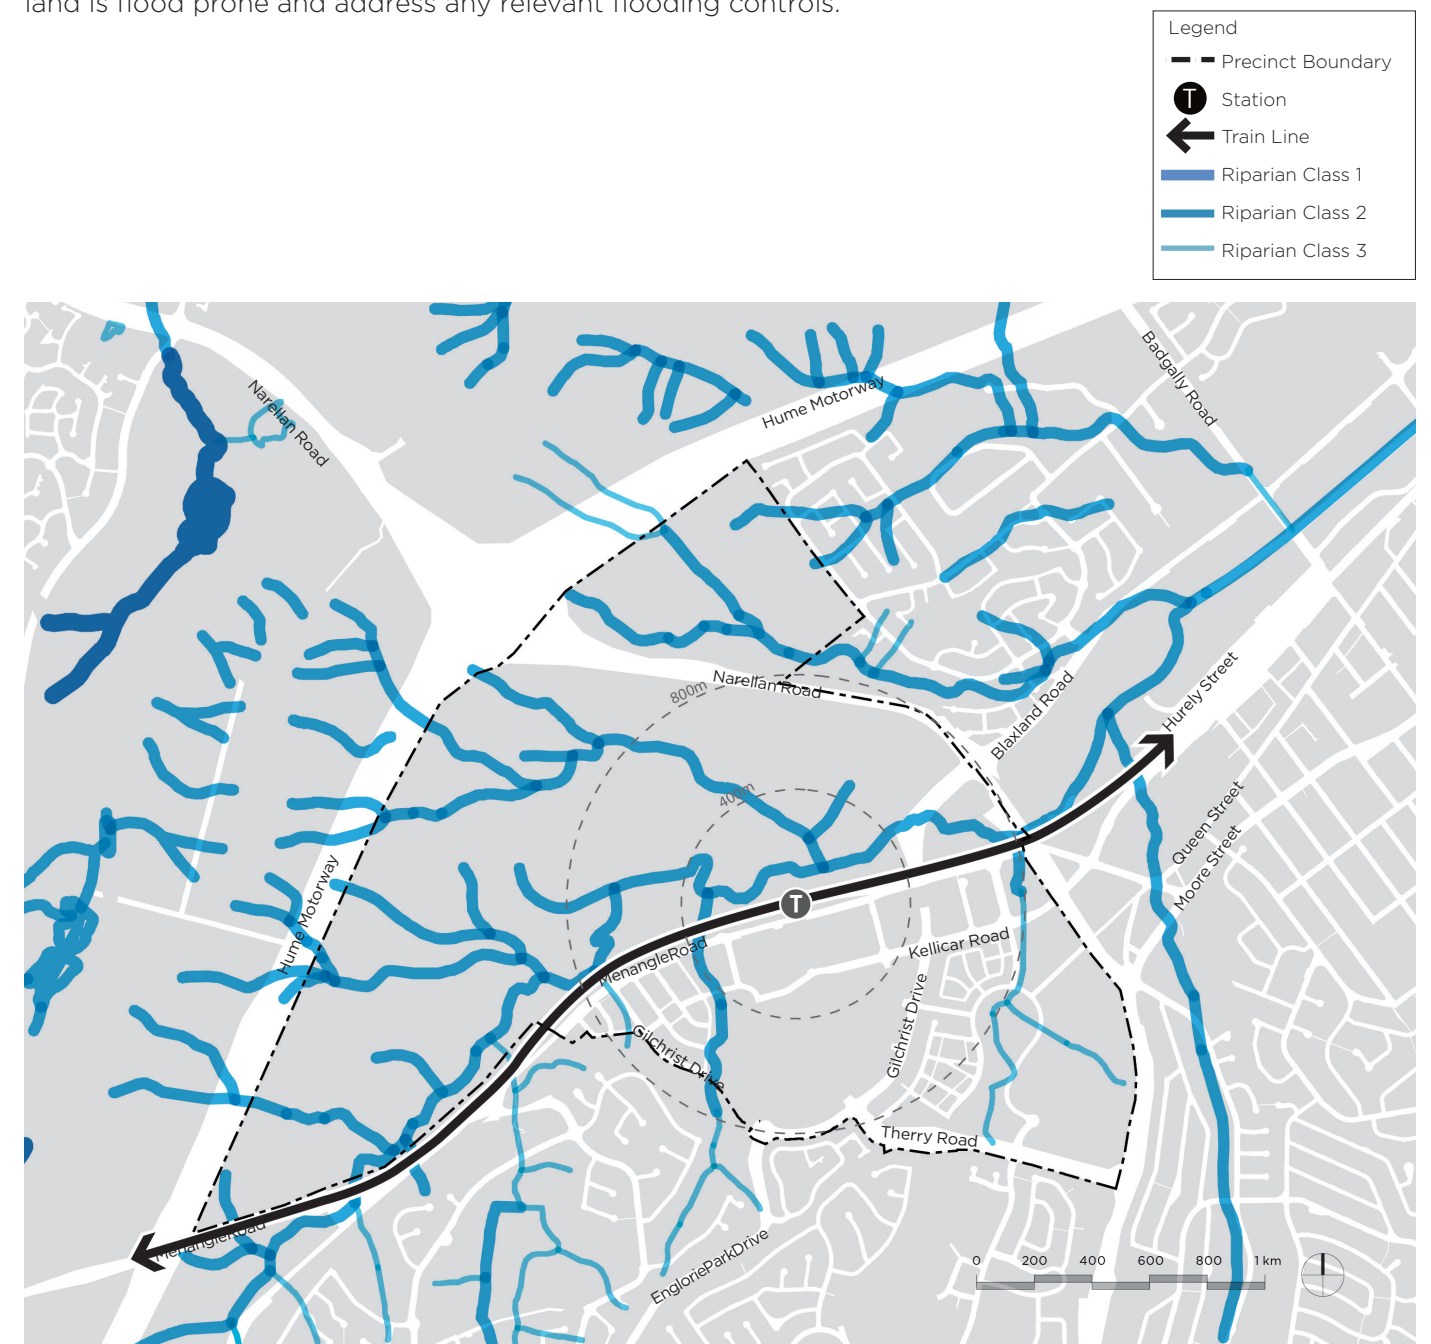 land is flood prone and address any relevant flooding controls.
Legend
Precinct Boundary
T
Station
Train Line
Riparian Class 1
Riparian Class 2
Riparian Class 3
Badgally Road
Narellan Road
Hume Motorway
Hurely Street
Narellan Road
800m
Blaxland Road
400m
Queen Street
Moore Street
Hume Motorway
T
Kellicar Road
MenangleRoad
Gilchrist Drive
Gilchrist Drive
Therry Road
MenangleRoad
EnglorieParkDrive
0 200 400 600 800 1 km